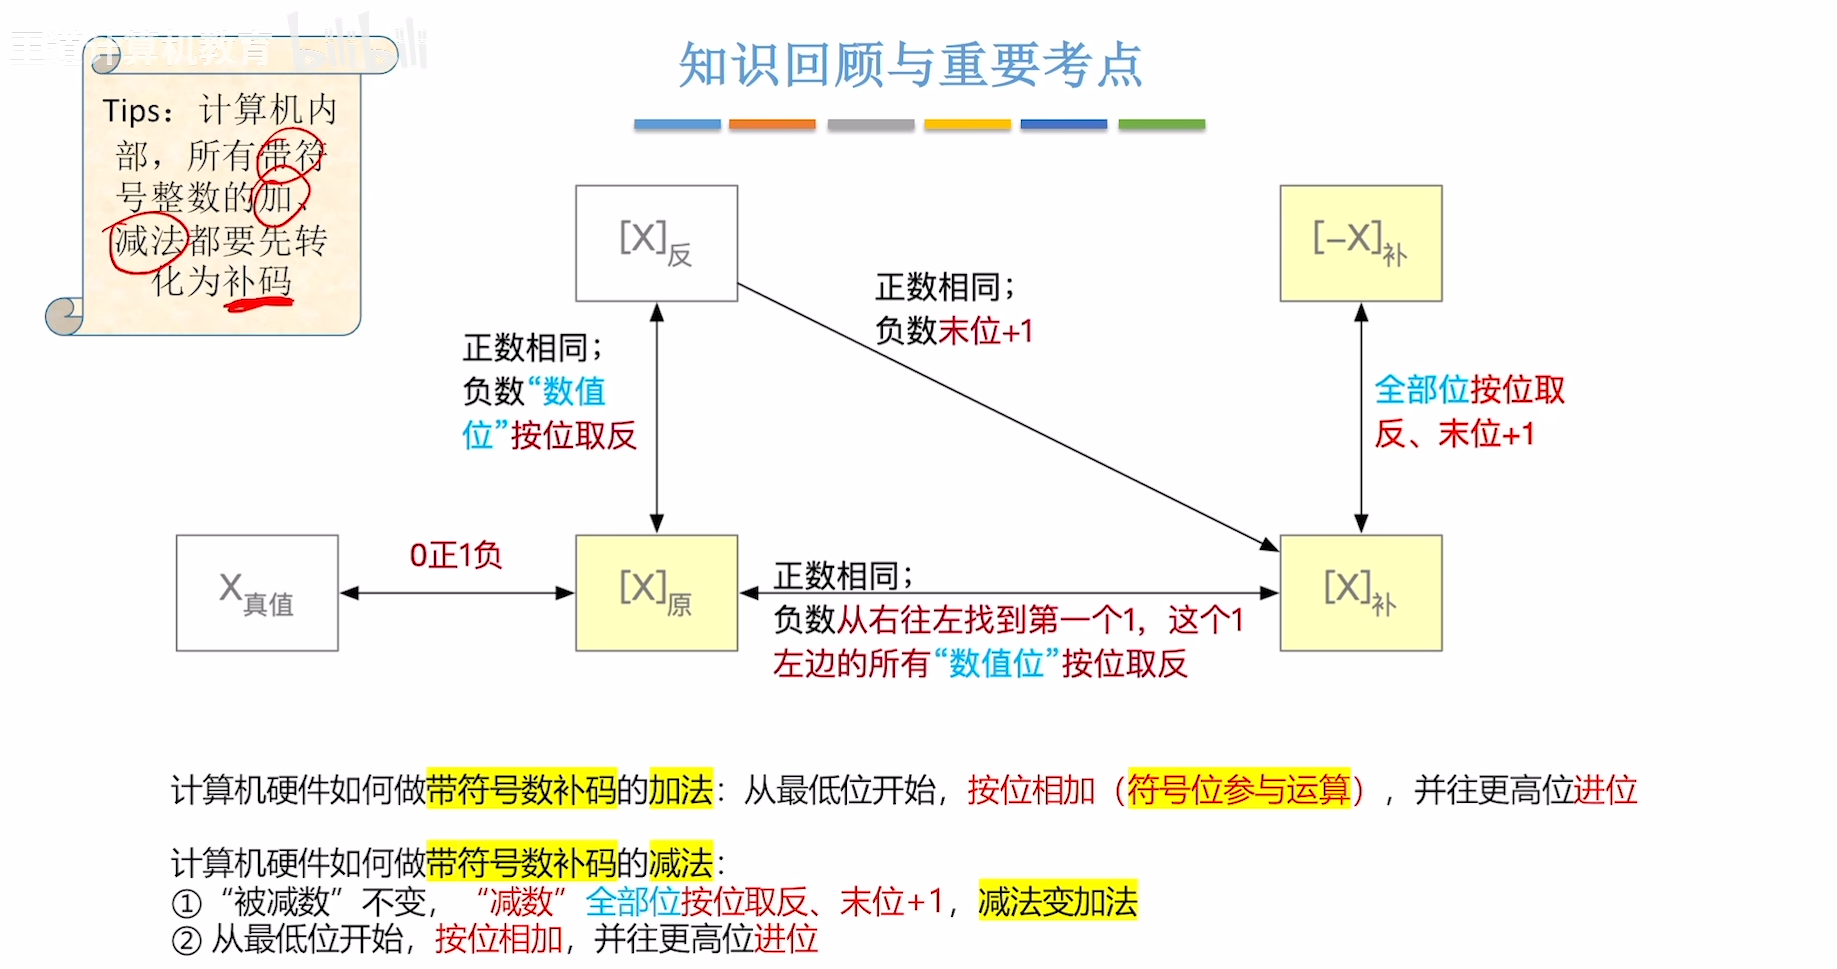 王道计算机教育
bilibili
知识回顾与重要考点
Tips：计算机内
部，所有带符
号整数的加、
减法都要先转
化为补码
[X]反
[-X]补
正数相同；
负数末位+1
正数相同；
负数“数值
位”按位取反
全部位按位取
反、末位+1
X真值
0正1负
[X]原
正数相同；
负数从右往左找到第一个1，这个1
左边的所有“数值位”按位取反
[X]补
计算机硬件如何做带符号数补码的加法：从最低位开始，按位相加（符号位参与运算），并往更高位进位
计算机硬件如何做带符号数补码的减法：
①“被减数”不变，“减数”全部位按位取反、末位+1，减法变加法
② 从最低位开始，按位相加，并往更高位进位